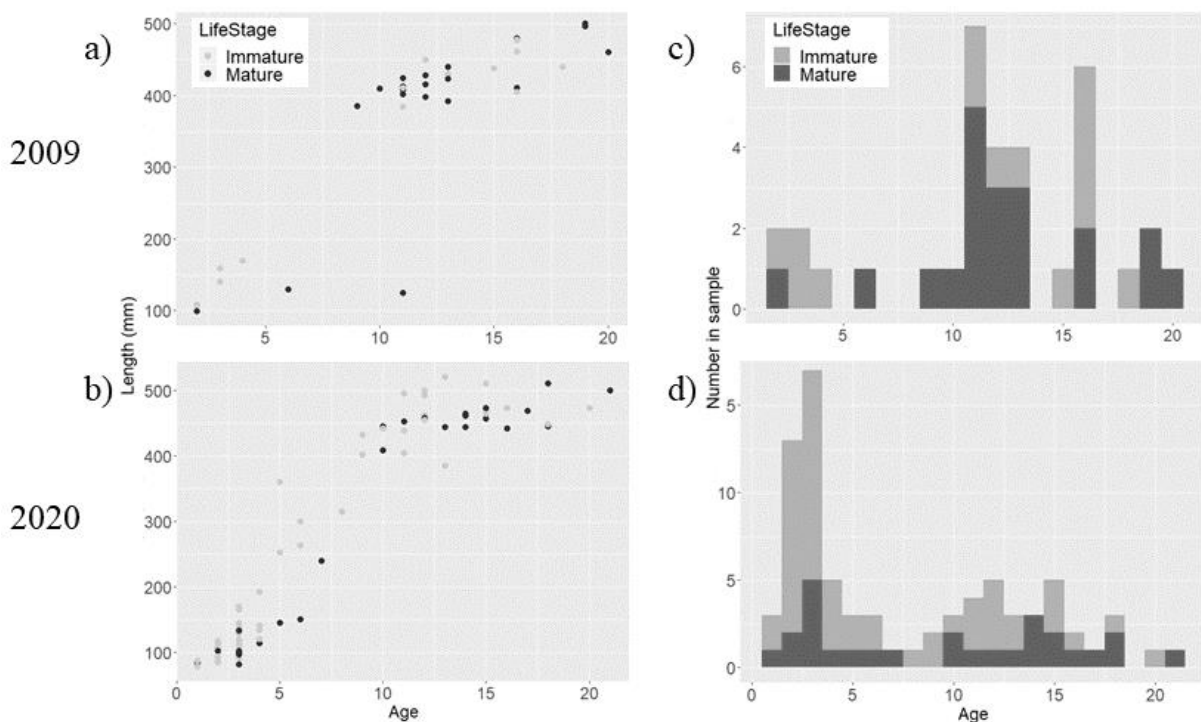 a)
2009
500
400
300
200
100
LifeStage
Immature
Mature
5 10 15 20
c)
6
4
2
0
LifeStage
Immature
Mature
5 10 15 20
Length (mm)
Number in sample
b)
2020
500
400
300
200
100
0 5 10 15 20
Age
d)
5
10
5
0
0 5 10 15 20
Age